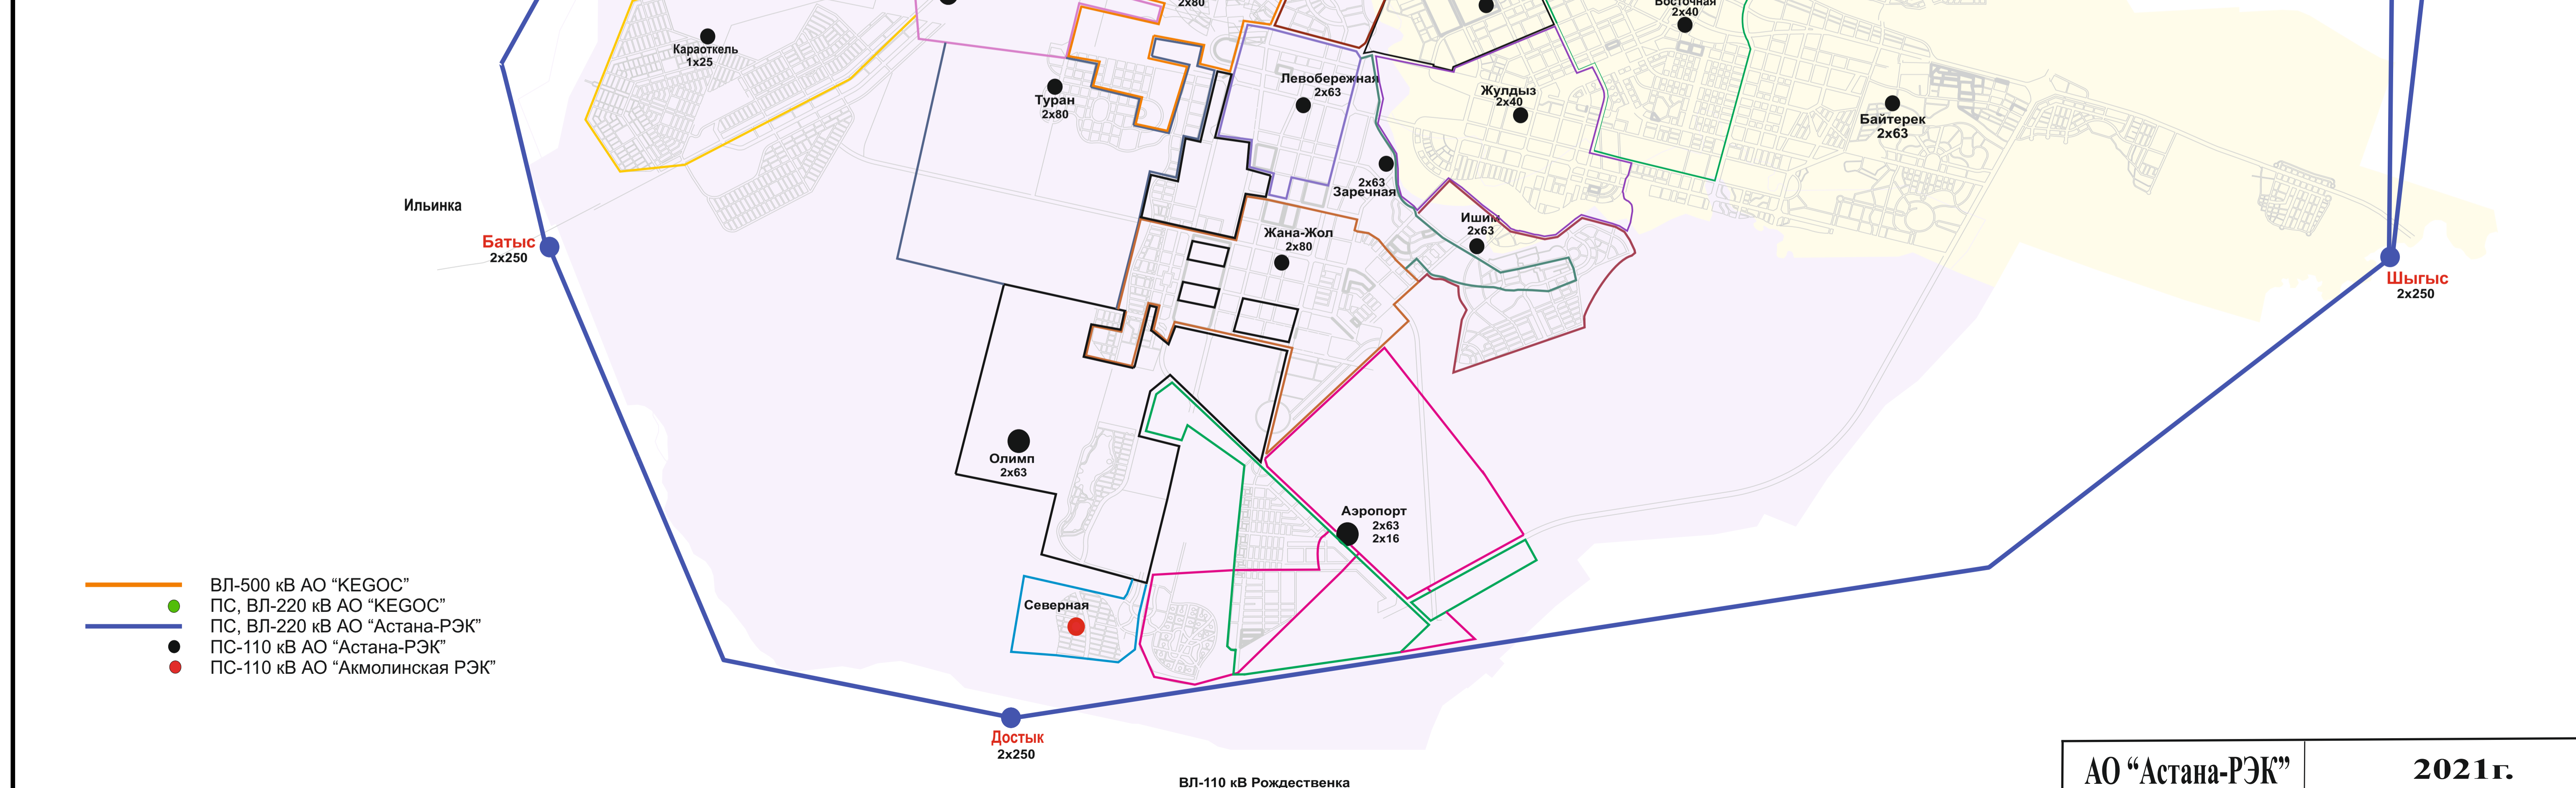 2x80
Восточная
2x40
Караоткель
1x25
Туран
2x80
Левобережная
2x63
Жулдыз
2x40
Байтерек
2x63
2x63
Заречная
Ильинка
Ишим
2x63
Батыс
2x250
Жана-Жол
2x80
Шыгыс
2x250
Олимп
2x63
Аэропорт
2x63
2x16
Северная
ВЛ-500 кВ АО “KEGOC”
ПС, ВЛ-220 кВ АО “KEGOC”
ПС, ВЛ-220 кВ АО “Астана-РЭК”
ПС-110 кВ АО “Астана-РЭК”
ПС-110 кВ АО “Акмолинская РЭК”
Достык
2x250
ВЛ-110 кВ Рождественка
АО “Астана-РЭК”
2021г.